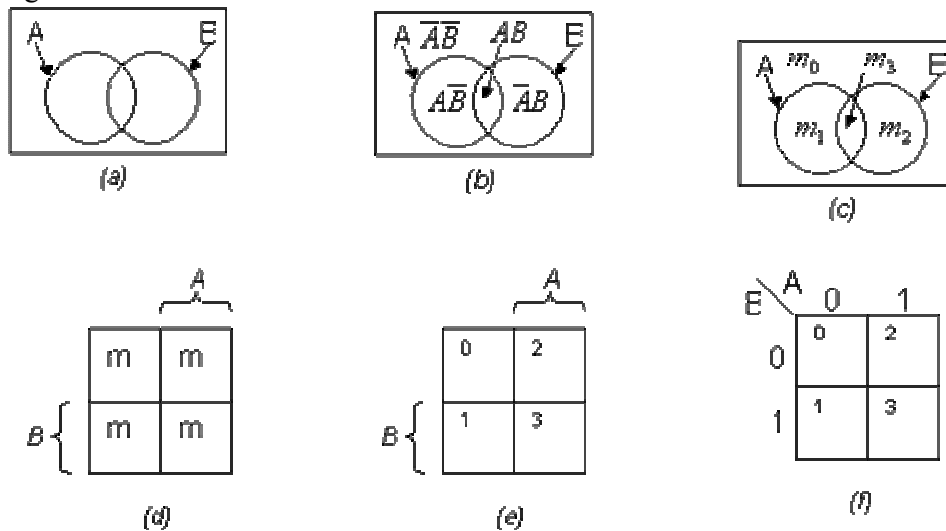 A B
A A̅B̅ AB B
AB̅ A̅B
A m₀ m₃ B
m₁ m₂
(a)
(b)
(c)
A
m m
B m m
(d)
A
0 2
B 1 3
(e)
B A 0 1
0 0 2
1 1 3
(f)